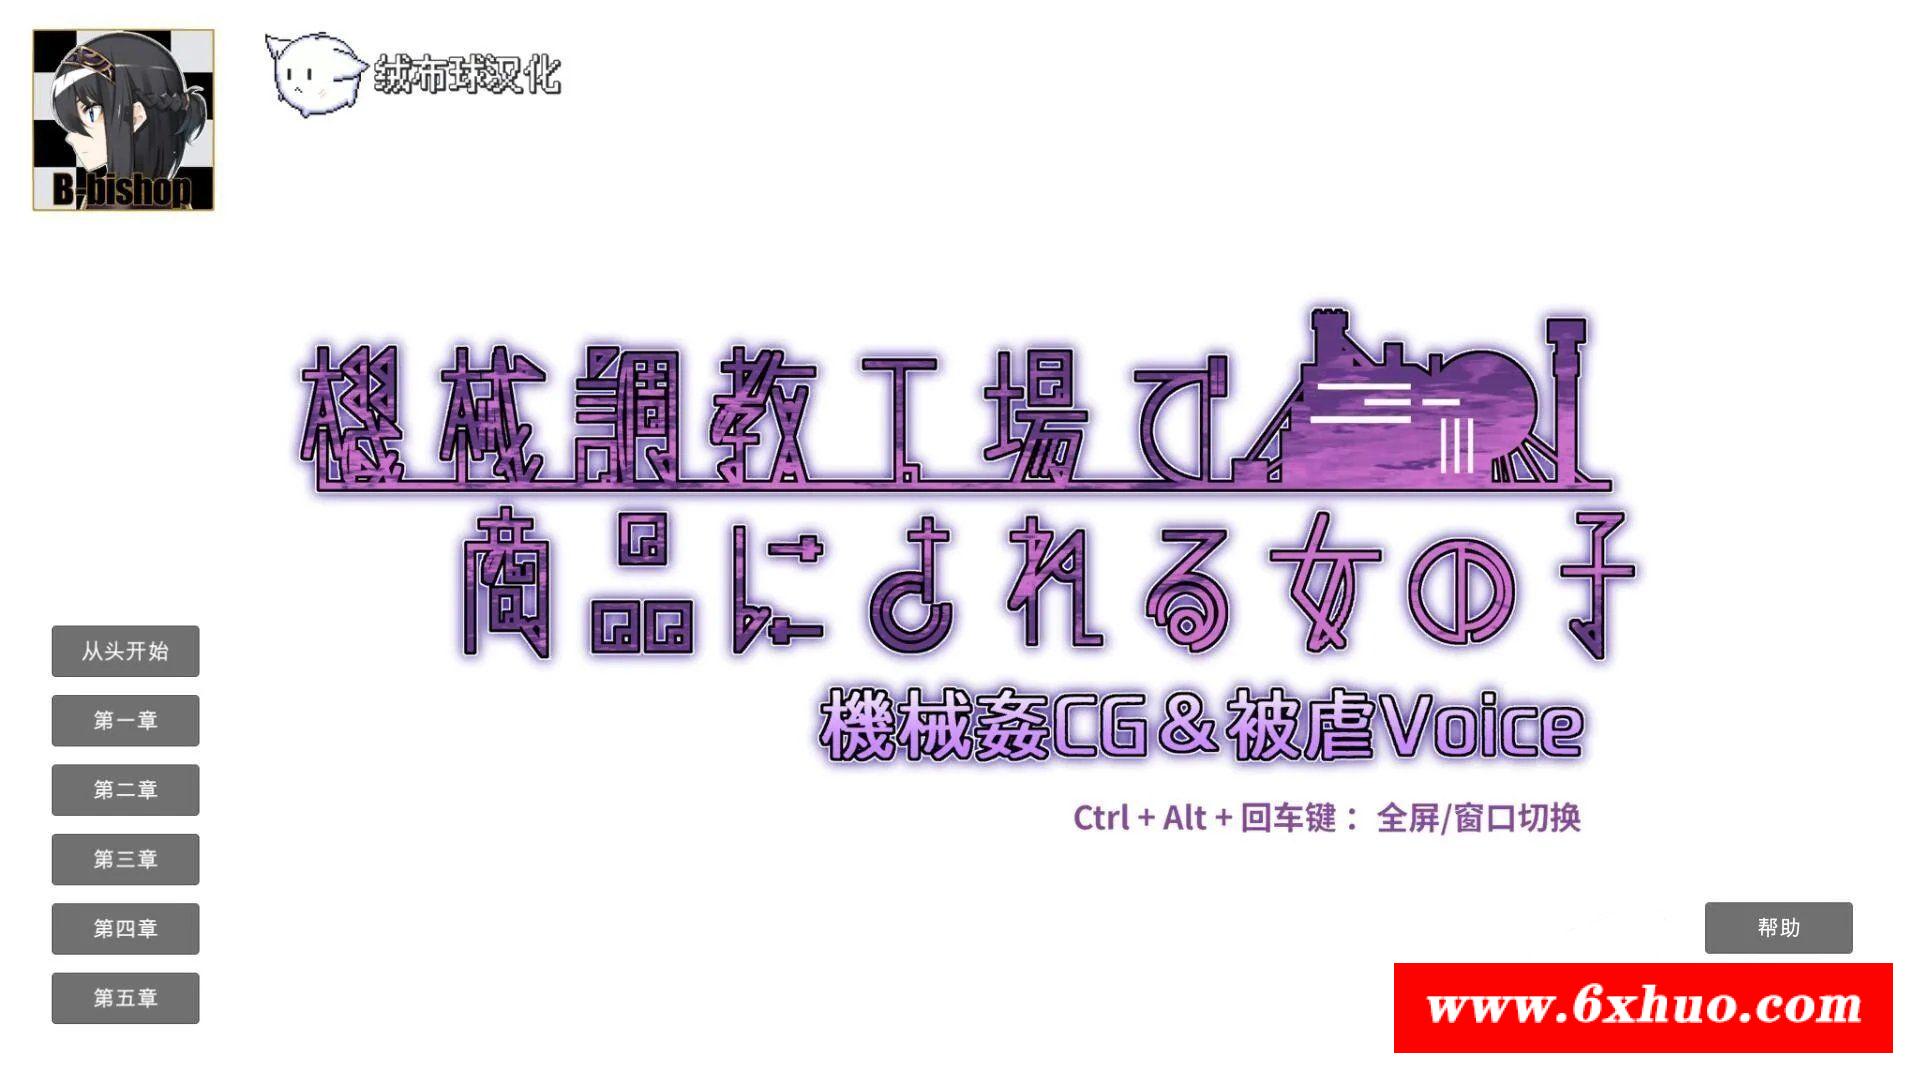 B-bishop
绒布球汉化
機械調教工場で
商品にされる女の子
機械姦CG&被虐Voice
Ctrl + Alt + 回车键： 全屏/窗口切换
从头开始
第一章
第二章
第三章
第四章
第五章
帮助
www.6xhuo.com